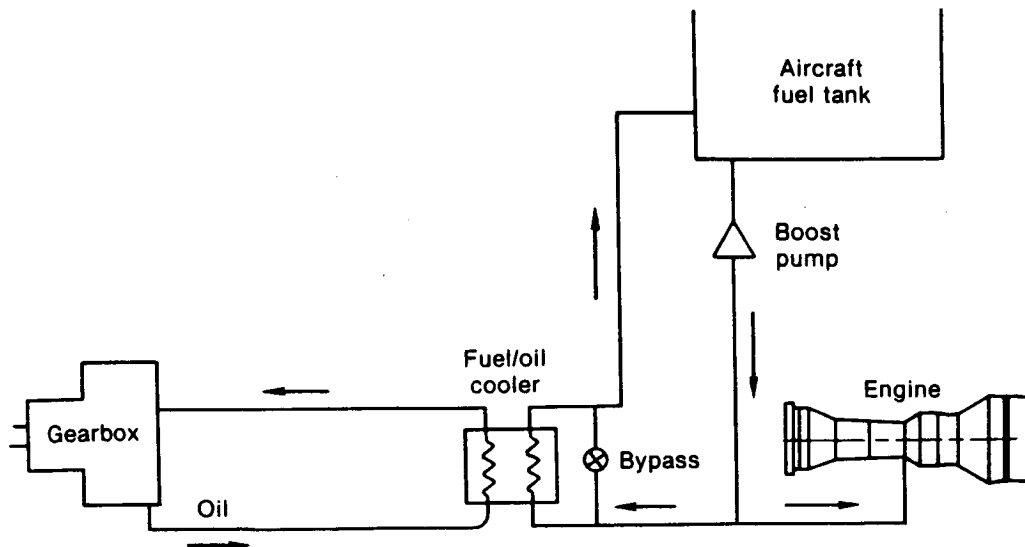 Aircraft
fuel tank
Boost
pump
Fuel/oil
cooler
Engine
Gearbox
Bypass
Oil